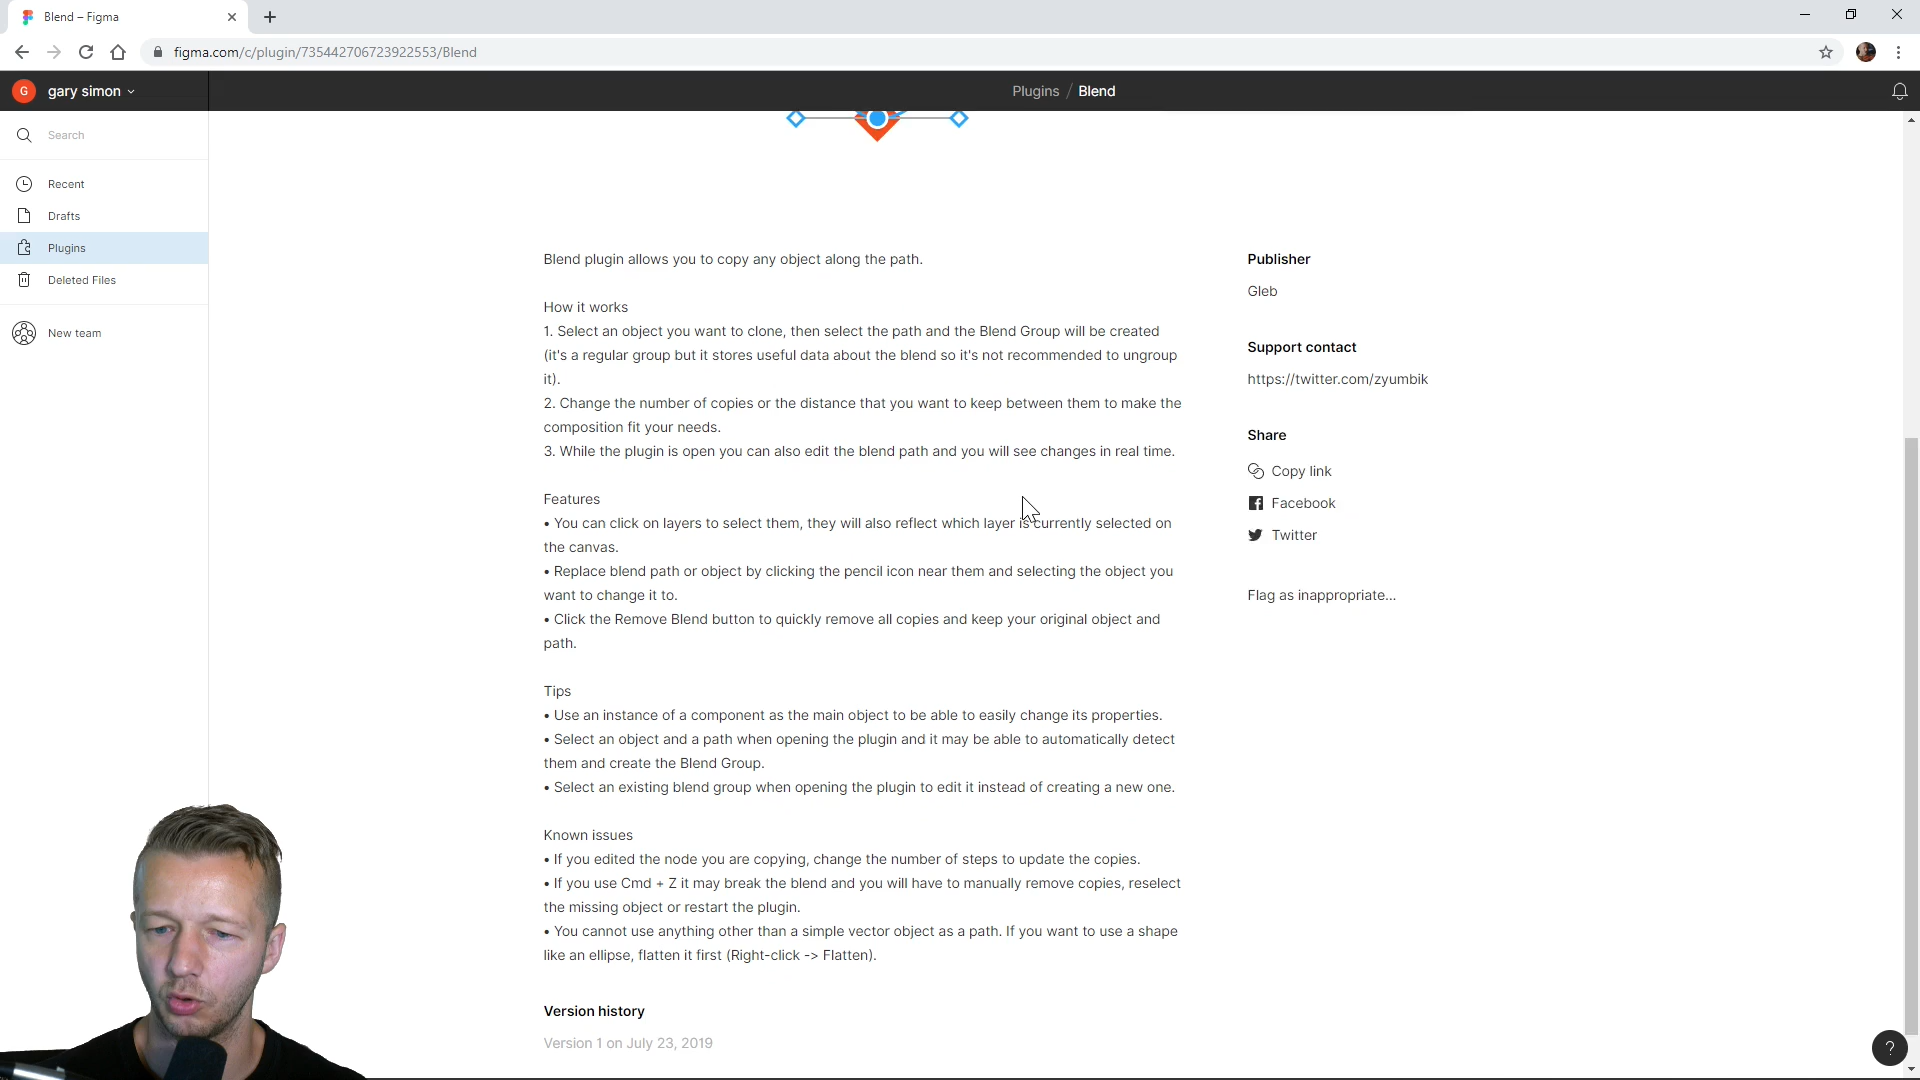 Blend – Figma
figma.com/c/plugin/735442706723922553/Blend
G gary simon
Plugins / Blend
Search
Recent
Drafts
Plugins
Deleted Files
New team
Blend plugin allows you to copy any object along the path.
How it works
1. Select an object you want to clone, then select the path and the Blend Group will be created
(it's a regular group but it stores useful data about the blend so it's not recommended to ungroup
it).
2. Change the number of copies or the distance that you want to keep between them to make the
composition fit your needs.
3. While the plugin is open you can also edit the blend path and you will see changes in real time.
Features
• You can click on layers to select them, they will also reflect which layer is currently selected on
the canvas.
• Replace blend path or object by clicking the pencil icon near them and selecting the object you
want to change it to.
• Click the Remove Blend button to quickly remove all copies and keep your original object and
path.
Tips
• Use an instance of a component as the main object to be able to easily change its properties.
• Select an object and a path when opening the plugin and it may be able to automatically detect
them and create the Blend Group.
• Select an existing blend group when opening the plugin to edit it instead of creating a new one.
Known issues
• If you edited the node you are copying, change the number of steps to update the copies.
• If you use Cmd + Z it may break the blend and you will have to manually remove copies, reselect
the missing object or restart the plugin.
• You cannot use anything other than a simple vector object as a path. If you want to use a shape
like an ellipse, flatten it first (Right-click -> Flatten).
Version history
Version 1 on July 23, 2019
Publisher
Gleb
Support contact
https://twitter.com/zyumbik
Share
Copy link
Facebook
Twitter
Flag as inappropriate...
?